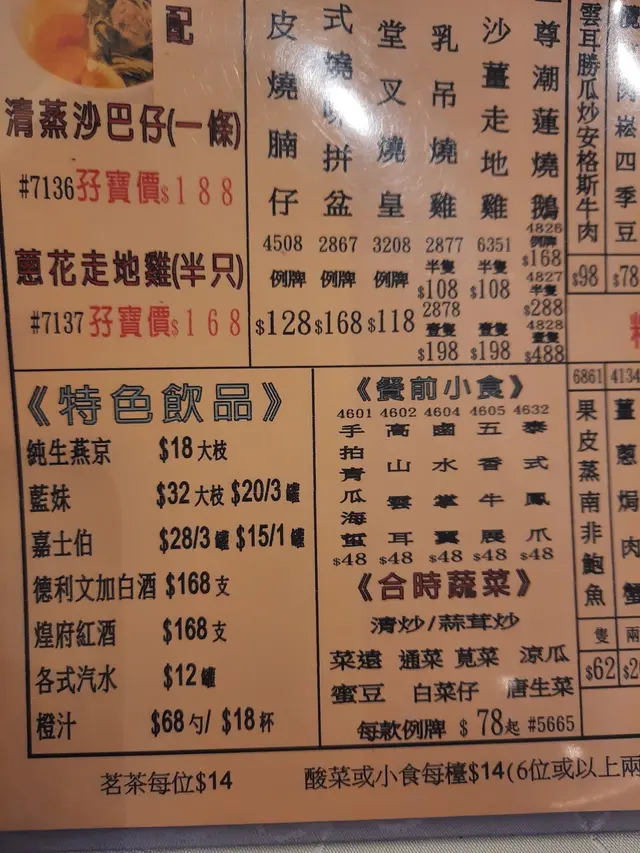 配
清蒸沙巴仔(一條)
#7136孖寶價$188
蔥花走地雞(半只)
#7137孖寶價$168
皮燒腩仔
4508
例牌
$128
式燒味拼盆
2867
例牌
$168
堂叉燒皇
3208
例牌
$118
乳吊燒雞
2877
半隻
$108
2878
壹隻
$198
沙薑走地雞
6351
半隻
$108
壹隻
$198
尊潮蓮燒鵝
4826
例牌
$168
4827
半隻
$288
4828
壹隻
$488
雲耳勝瓜炒安格斯牛肉
$98
肉崧四季豆
$78
《特色飲品》
純生燕京 $18大枝
藍妹 $32大枝 $20/3罐
嘉士伯 $28/3罐 $15/1罐
德利文加白酒 $168支
煌府紅酒 $168支
各式汽水 $12罐
橙汁 $68勺/ $18杯
《餐前小食》
4601 4602 4604 4605 4632
手拍青瓜海蜇
$48
高山雲耳
$48
鹵水掌翼
$48
五香牛展
$48
泰式鳳爪
$48
《合時蔬菜》
清炒/蒜茸炒
菜遠 通菜 莧菜 涼瓜
蜜豆 白菜仔 唐生菜
每款例牌 $78起 #5665
6861
果皮蒸南非鮑魚
隻
$62
4134
薑蔥焗肉蟹
兩
茗茶每位$14
酸菜或小食每檯$14(6位或以上兩